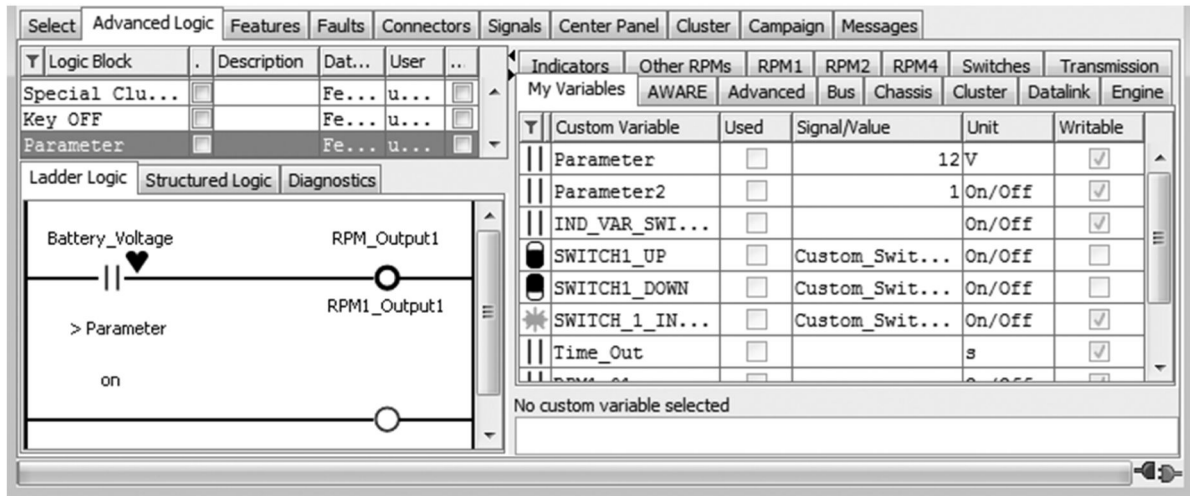 Select Advanced Logic Features Faults Connectors Signals Center Panel Cluster Campaign Messages
Logic Block . Description Dat... User ...
Special Clu... Fe... u...
Key OFF Fe... u...
Parameter Fe... u...
Ladder Logic Structured Logic Diagnostics
Battery_Voltage RPM_Output1
RPM1_Output1
> Parameter
on
Indicators Other RPMs RPM1 RPM2 RPM4 Switches Transmission
My Variables AWARE Advanced Bus Chassis Cluster Datalink Engine
Custom Variable Used Signal/Value Unit Writable
Parameter 12 V
Parameter2 1 On/Off
IND_VAR_SWI... On/Off
SWITCH1_UP Custom_Swit... On/Off
SWITCH1_DOWN Custom_Swit... On/Off
SWITCH_1_IN... Custom_Swit... On/Off
Time_Out s
No custom variable selected